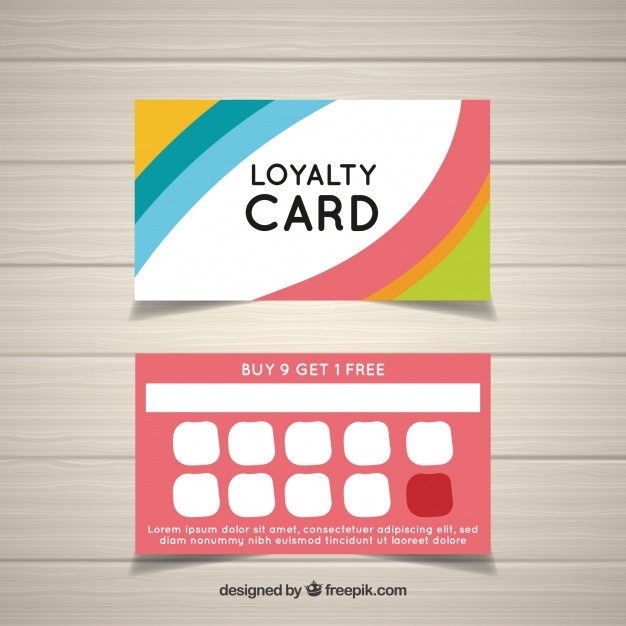 LOYALTY
CARD
BUY 9 GET 1 FREE
Lorem ipsum dolor sit amet, consectetuer adipiscing elit, sed
diam nonummy nibh euismod tincidunt ut laoreet dolore
designed by freepik.com